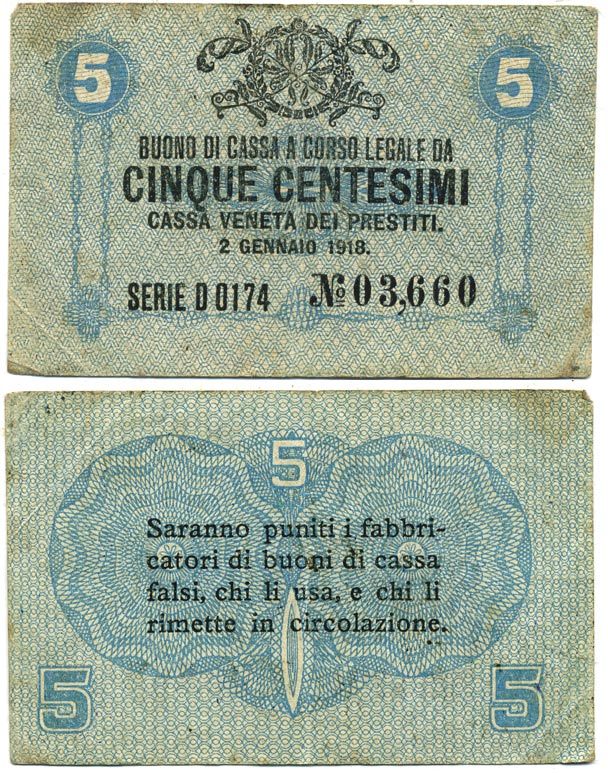 5 5
BUONO DI CASSA A CORSO LEGALE DA
CINQUE CENTESIMI
CASSA VENETA DEI PRESTITI.
2 GENNAIO 1918.
SERIE D 0174 No 03,660
5
Saranno puniti i fabbri-
catori di buoni di cassa
falsi, chi li usa, e chi li
rimette in circolazione.
5 5